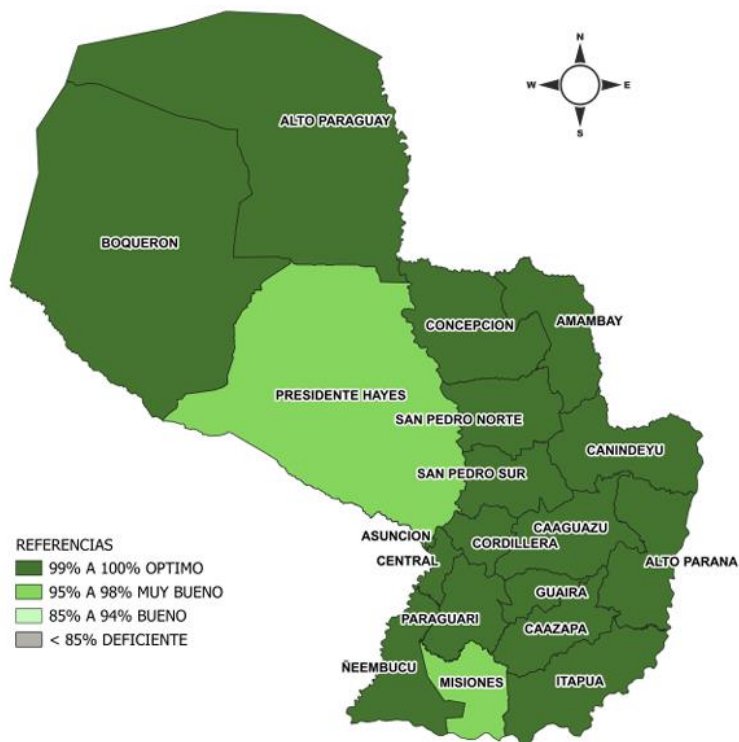 N
W E
S
ALTO PARAGUAY
BOQUERON
CONCEPCION
AMAMBAY
PRESIDENTE HAYES
SAN PEDRO NORTE
CANINDEYU
SAN PEDRO SUR
ASUNCION
CAAGUAZU
CORDILLERA
CENTRAL
ALTO PARANA
GUAIRÁ
PARAGUARI
CAAZAPA
ÑEEMBUCU
MISIONES
ITAPUA
REFERENCIAS
99% A 100% OPTIMO
95% A 98% MUY BUENO
85% A 94% BUENO
< 85% DEFICIENTE